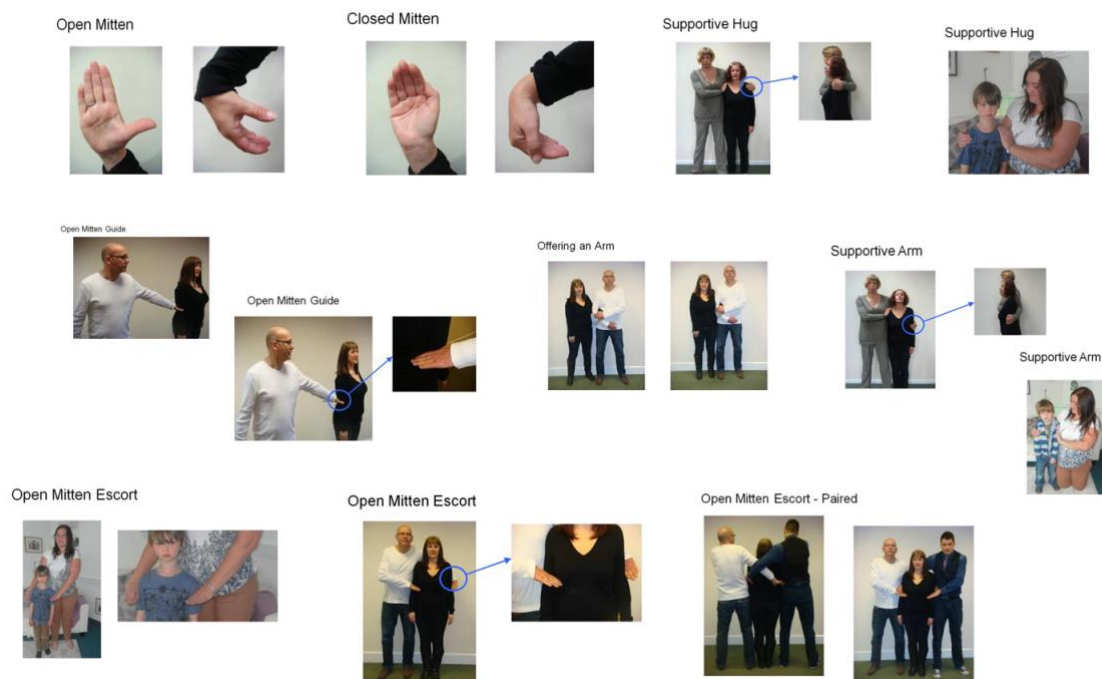 Open Mitten
Closed Mitten
Supportive Hug
Supportive Hug
Open Mitten Guide
Open Mitten Guide
Offering an Arm
Supportive Arm
Supportive Arm
Open Mitten Escort
Open Mitten Escort
Open Mitten Escort - Paired